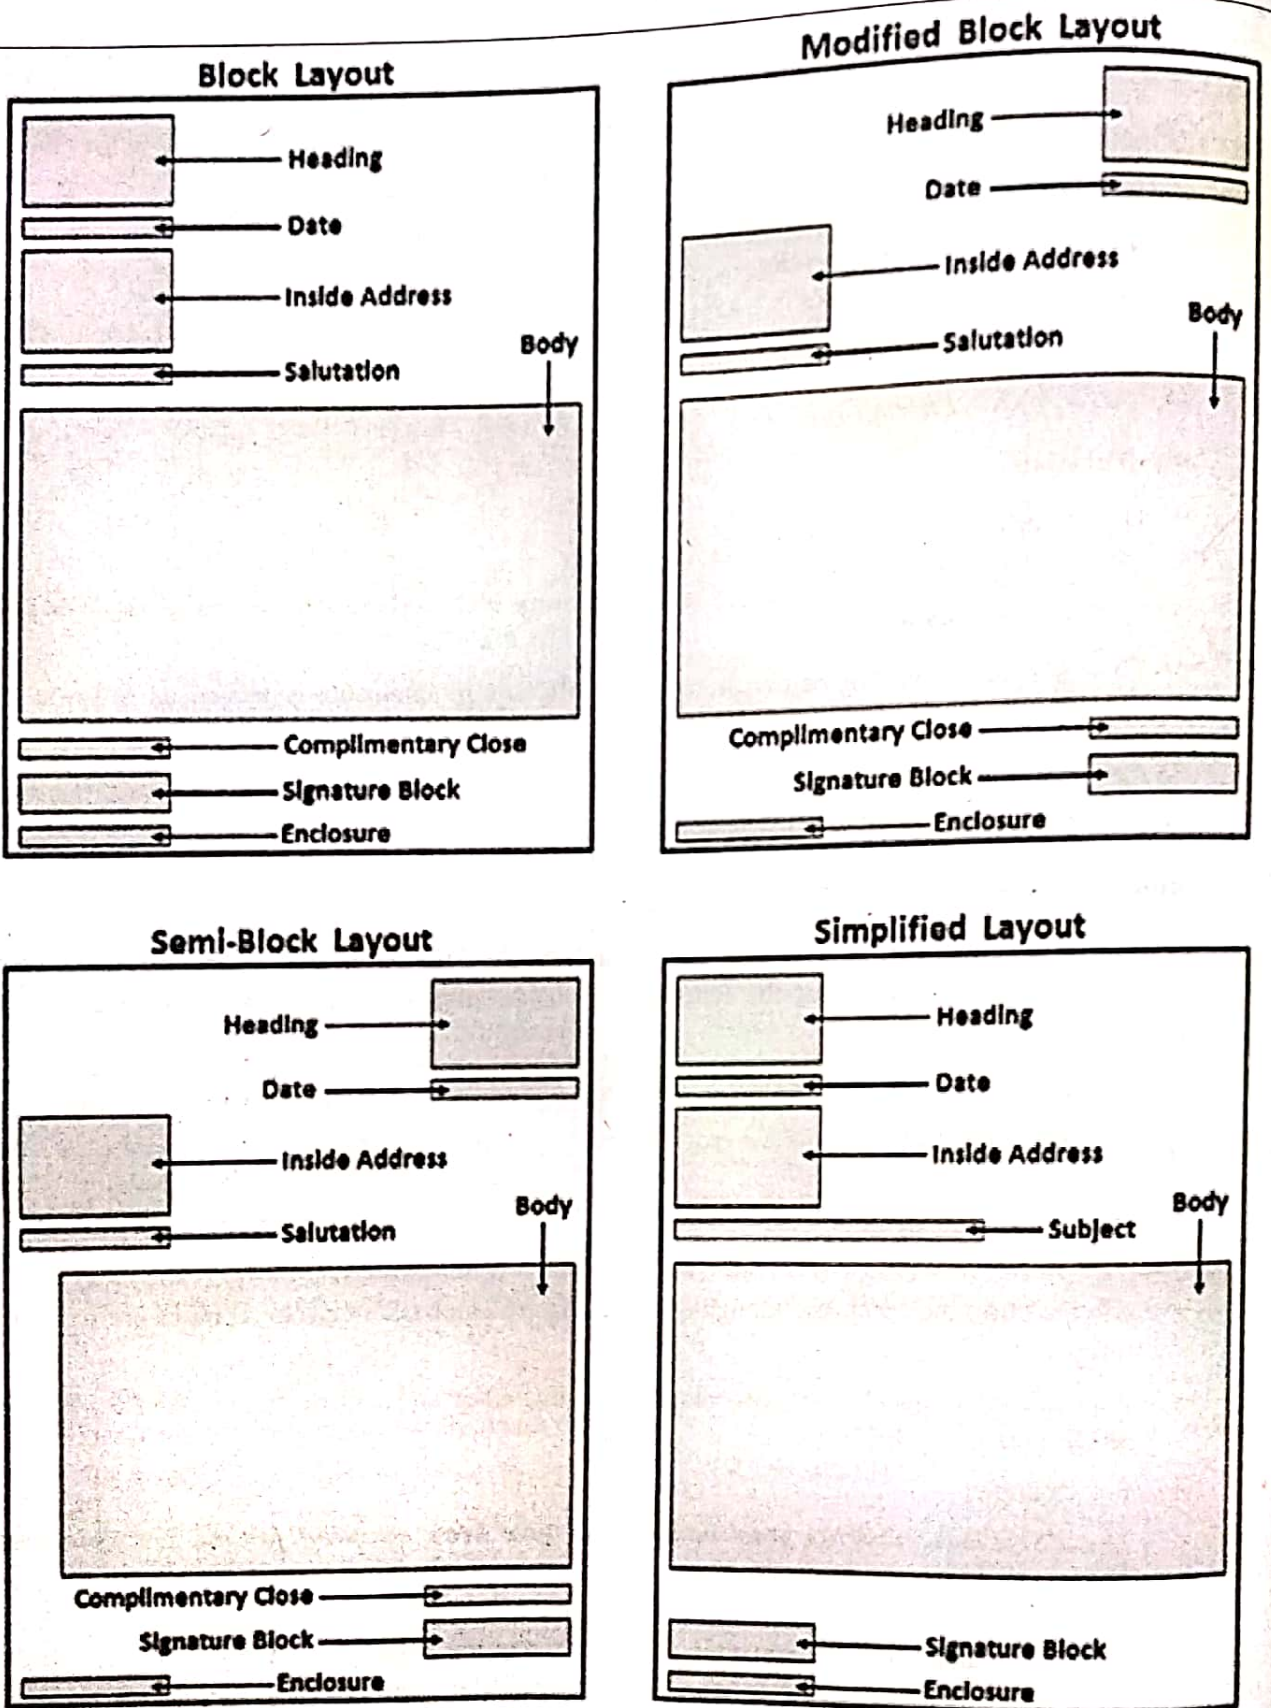 Block Layout
Heading
Date
Inside Address
Salutation
Body
Complimentary Close
Signature Block
Enclosure
Modified Block Layout
Heading
Date
Inside Address
Salutation
Body
Complimentary Close
Signature Block
Enclosure
Semi-Block Layout
Heading
Date
Inside Address
Salutation
Body
Complimentary Close
Signature Block
Enclosure
Simplified Layout
Heading
Date
Inside Address
Subject
Body
Signature Block
Enclosure